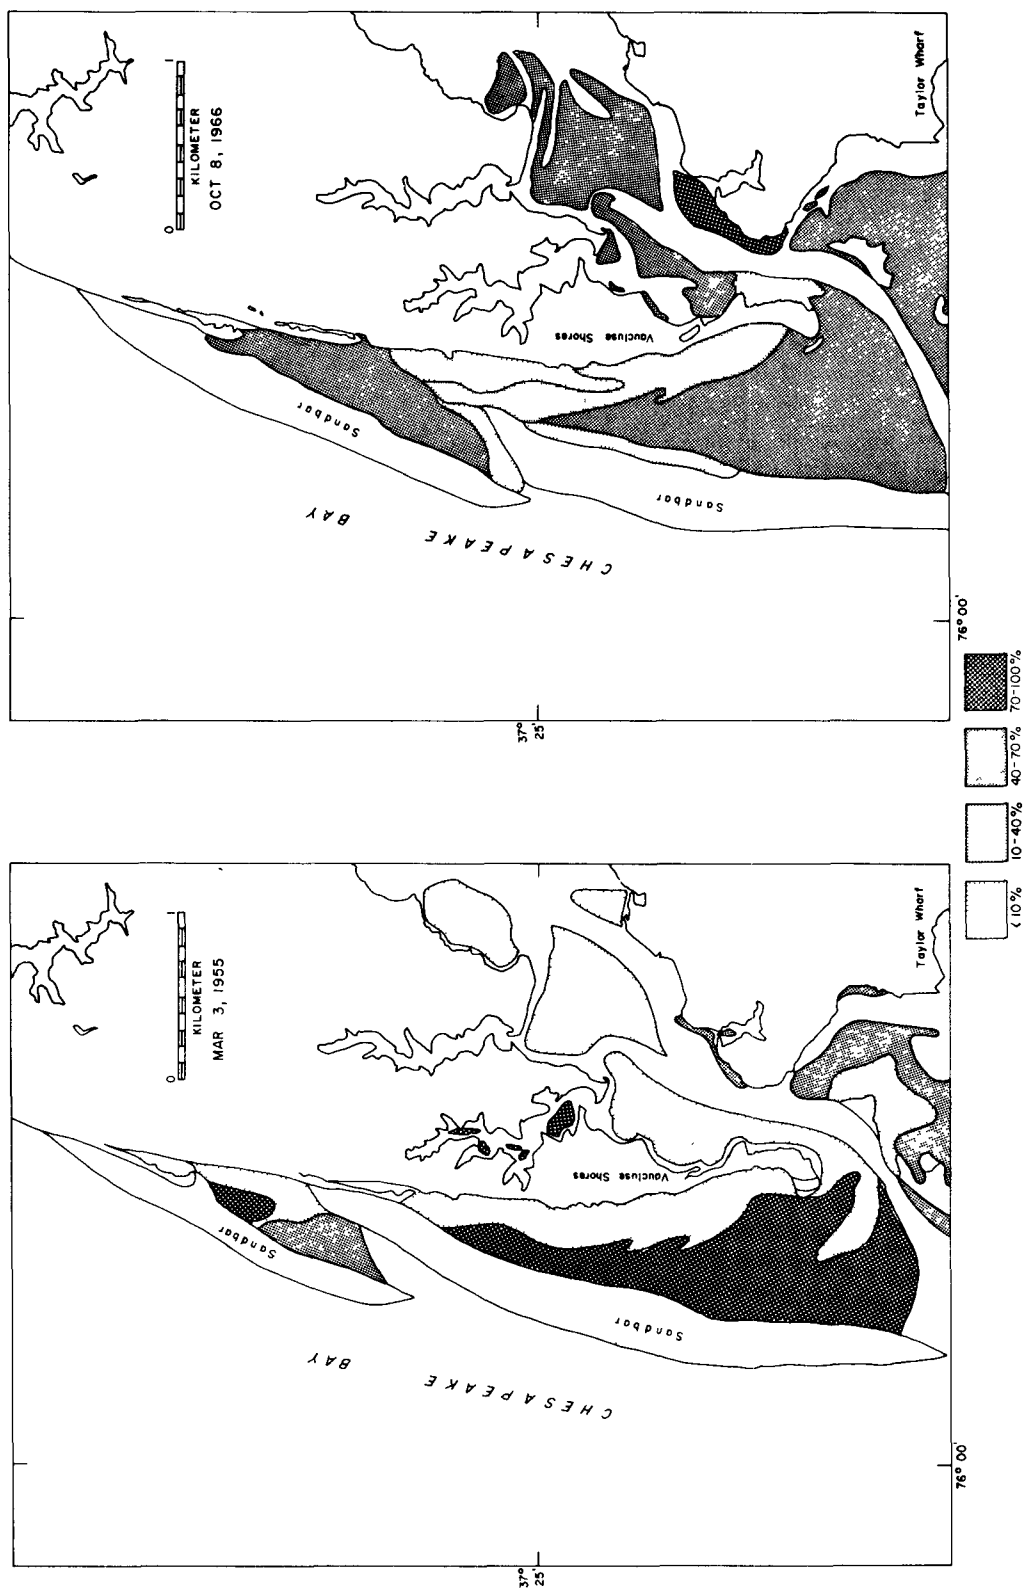 0 1
KILOMETER
OCT 8, 1966
Taylor Wharf
Vaucluse Shores
Sandbar
Sandbar
CHESAPEAKE BAY
37° 25'
76° 00'
0 1
KILOMETER
MAR 3, 1955
Taylor Wharf
Vaucluse Shores
Sandbar
Sandbar
CHESAPEAKE BAY
37° 25'
76° 00'
<10%
10-40%
40-70%
70-100%